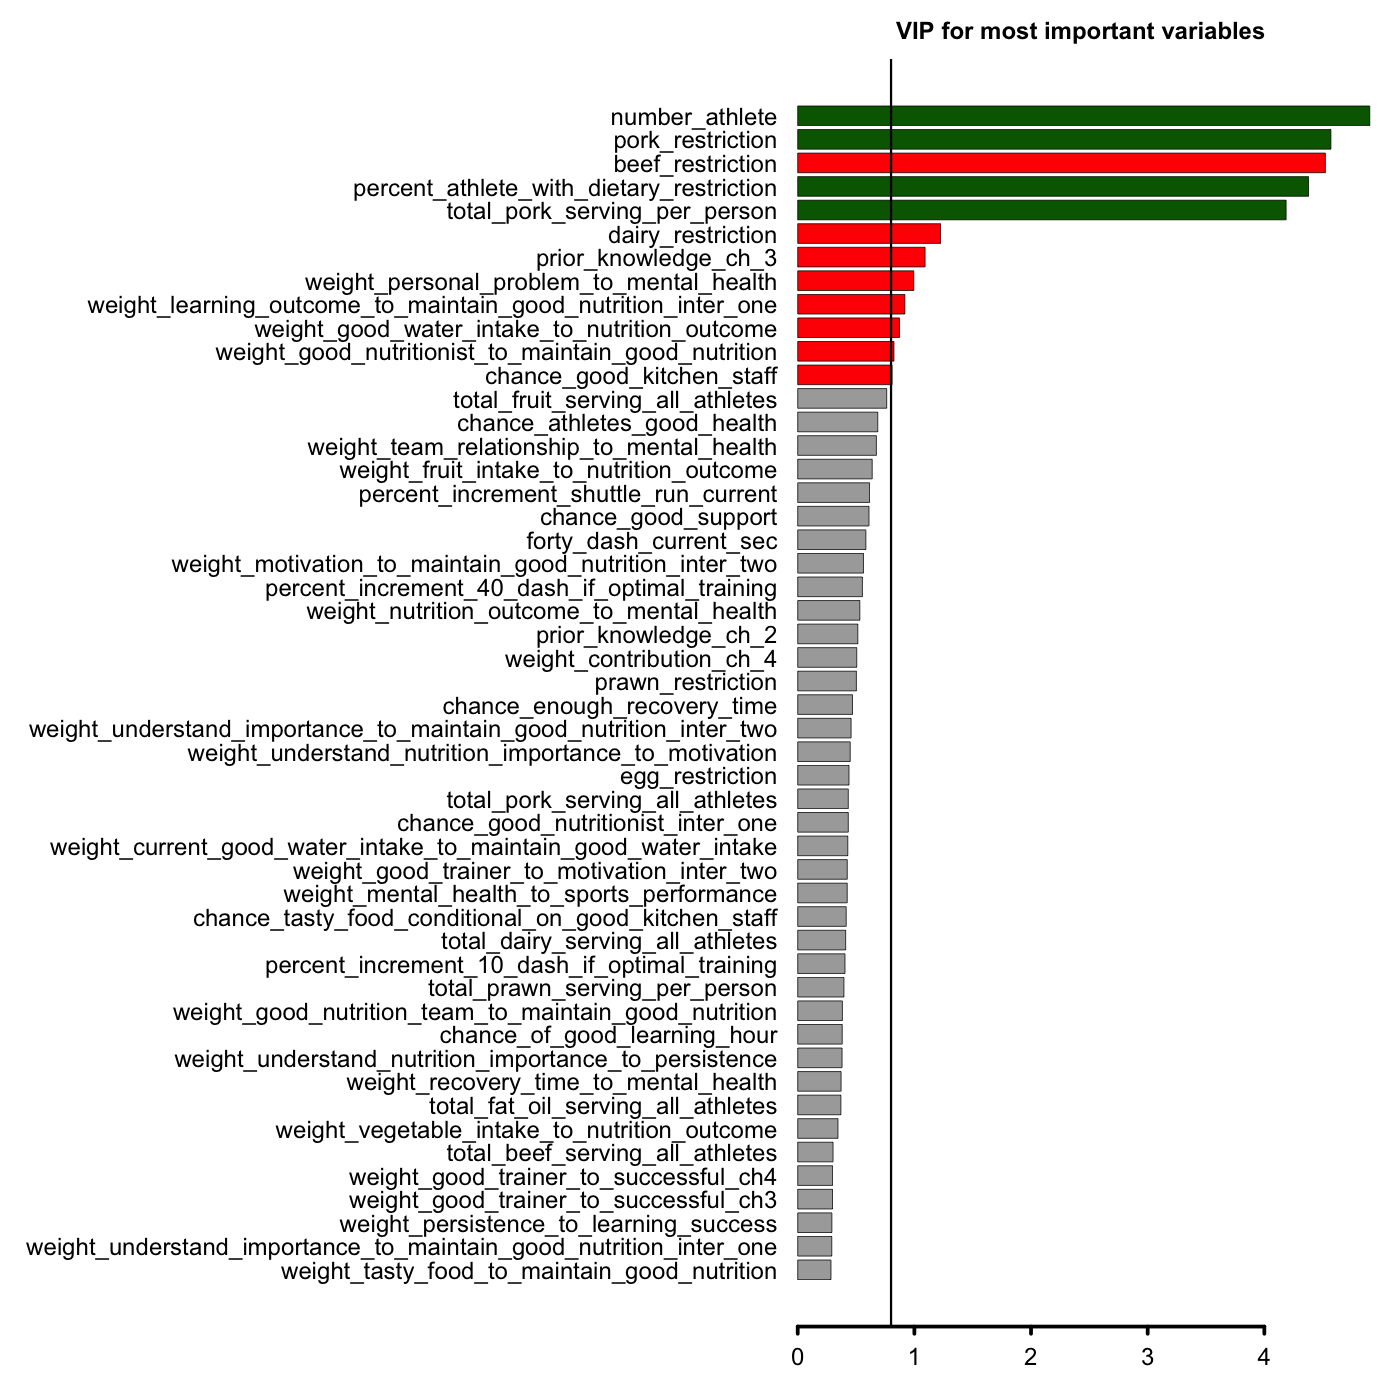 VIP for most important variables
number_athlete
pork_restriction
beef_restriction
percent_athlete_with_dietary_restriction
total_pork_serving_per_person
dairy_restriction
prior_knowledge_ch_3
weight_personal_problem_to_mental_health
weight_learning_outcome_to_maintain_good_nutrition_inter_one
weight_good_water_intake_to_nutrition_outcome
weight_good_nutritionist_to_maintain_good_nutrition
chance_good_kitchen_staff
total_fruit_serving_all_athletes
chance_athletes_good_health
weight_team_relationship_to_mental_health
weight_fruit_intake_to_nutrition_outcome
percent_increment_shuttle_run_current
chance_good_support
forty_dash_current_sec
weight_motivation_to_maintain_good_nutrition_inter_two
percent_increment_40_dash_if_optimal_training
weight_nutrition_outcome_to_mental_health
prior_knowledge_ch_2
weight_contribution_ch_4
prawn_restriction
chance_enough_recovery_time
weight_understand_importance_to_maintain_good_nutrition_inter_two
weight_understand_nutrition_importance_to_motivation
egg_restriction
total_pork_serving_all_athletes
chance_good_nutritionist_inter_one
weight_current_good_water_intake_to_maintain_good_water_intake
weight_good_trainer_to_motivation_inter_two
weight_mental_health_to_sports_performance
chance_tasty_food_conditional_on_good_kitchen_staff
total_dairy_serving_all_athletes
percent_increment_10_dash_if_optimal_training
total_prawn_serving_per_person
weight_good_nutrition_team_to_maintain_good_nutrition
chance_of_good_learning_hour
weight_understand_nutrition_importance_to_persistence
weight_recovery_time_to_mental_health
total_fat_oil_serving_all_athletes
weight_vegetable_intake_to_nutrition_outcome
total_beef_serving_all_athletes
weight_good_trainer_to_successful_ch4
weight_good_trainer_to_successful_ch3
weight_persistence_to_learning_success
weight_understand_importance_to_maintain_good_nutrition_inter_one
weight_tasty_food_to_maintain_good_nutrition
0 1 2 3 4